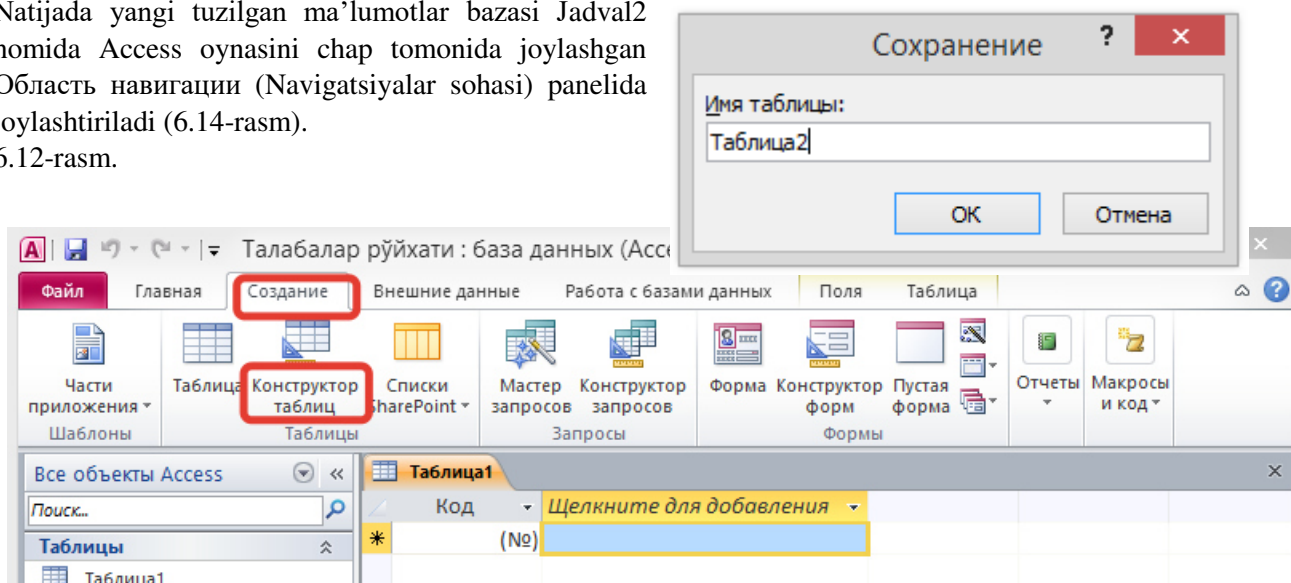 Natijada yangi tuzilgan ma’lumotlar bazasi Jadval2
nomida Access oynasini chap tomonida joylashgan
Область навигации (Navigatsiyalar sohasi) panelida
joylashtiriladi (6.14-rasm).
6.12-rasm.
Сохранение ?
Имя таблицы:
Таблица2
ОК Отмена
Талабалар рўйхати : база данных (Acce
Файл Главная Создание Внешние данные Работа с базами данных Поля Таблица
Части приложения
Таблица
Конструктор таблиц
Списки SharePoint
Мастер запросов
Конструктор запросов
Форма
Конструктор форм
Пустая форма
Отчеты
Макросы и код
Шаблоны Таблицы Запросы Формы
Все объекты Access «
Поиск...
Таблицы
Таблица1
Таблица1
Код Щелкните для добавления
(№)